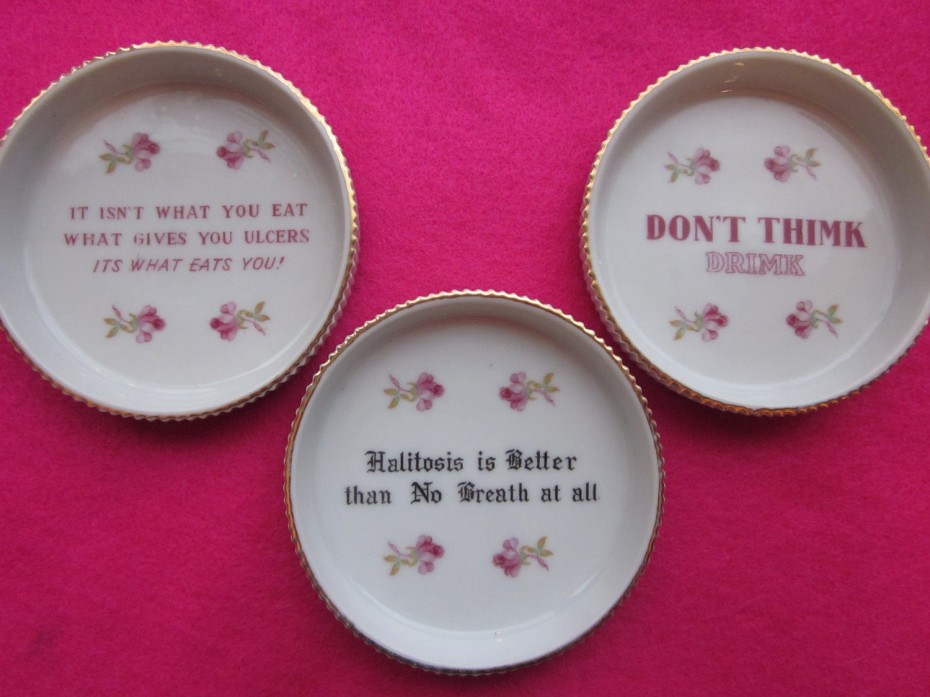 IT ISN'T WHAT YOU EAT
WHAT GIVES YOU ULCERS
ITS WHAT EATS YOU!
DON'T THIMK
DRIMK
Halitosis is Better
than No Breath at all